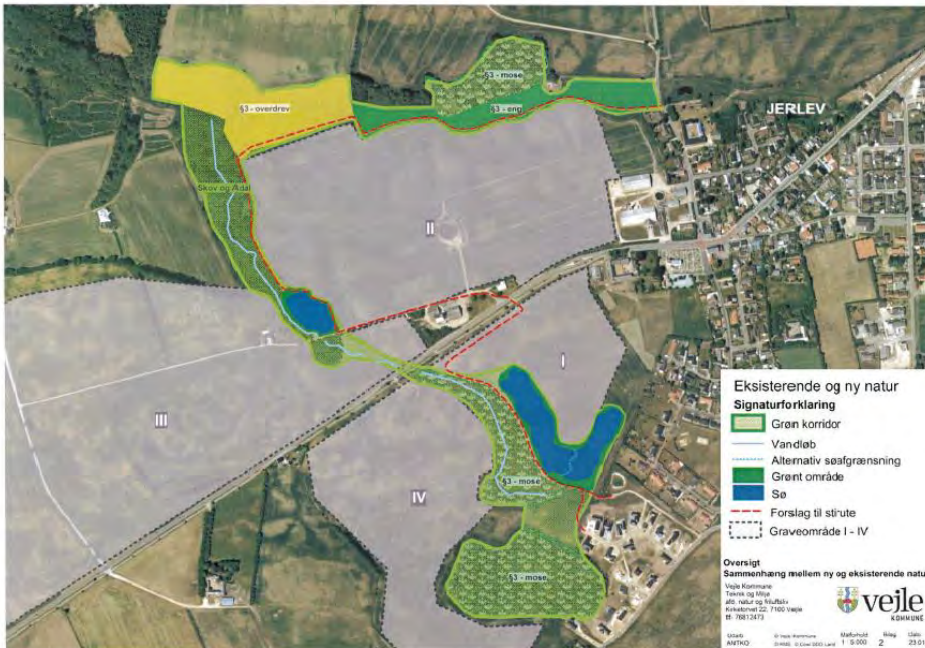 §3 - mose
§3 - overdrev
§3 - eng
JERLEV
Skov og Ådal
II
I
III
IV
§3 - mose
§3 - mose
Eksisterende og ny natur
Signaturforklaring
Grøn korridor
Vandløb
Alternativ søafgrænsning
Grønt område
Sø
Forslag til stirute
Graveområde I - IV
Oversigt
Sammenhæng mellem ny og eksisterende natu
Vejle Kommune
Teknik og Miljø
afd. natur og friluftsliv
Kirketorvet 22, 7100 Vejle
tlf: 76812473
vejle
KOMMUNE
Udarb © Vejle Kommune Målforhold Bilag Dato
ANTKO 1 : 5.000 2 23.01